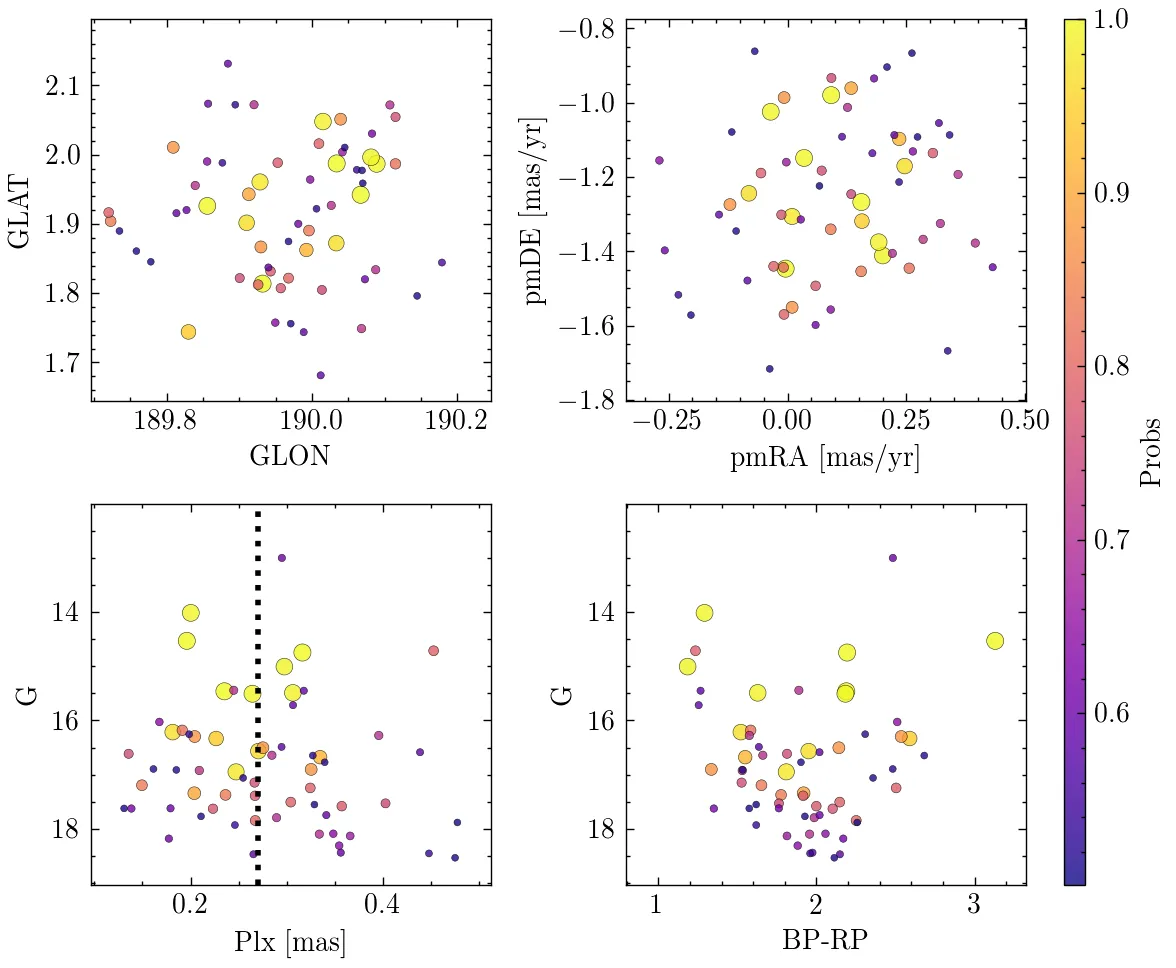 2.1
2.0
1.9
1.8
1.7
GLAT
189.8 190.0 190.2
GLON
−0.8
−1.0
−1.2
−1.4
−1.6
−1.8
pmDE [mas/yr]
−0.25 0.00 0.25 0.50
pmRA [mas/yr]
1.0
0.9
0.8
0.7
0.6
Probs
14
16
18
G
0.2 0.4
Plx [mas]
14
16
18
G
1 2 3
BP-RP